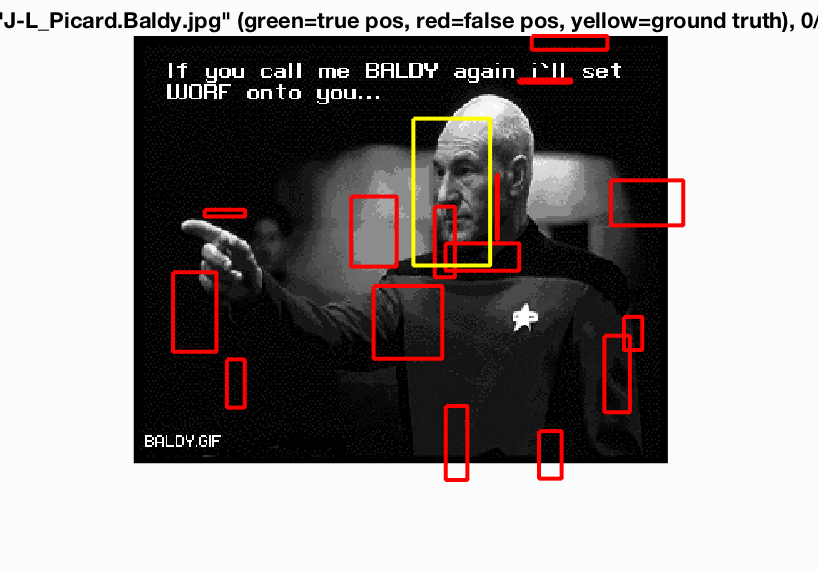 "J-L_Picard.Baldy.jpg" (green=true pos, red=false pos, yellow=ground truth), 0/
If you call me BALDY again i`ll set
WORF onto you...
BALDY.GIF